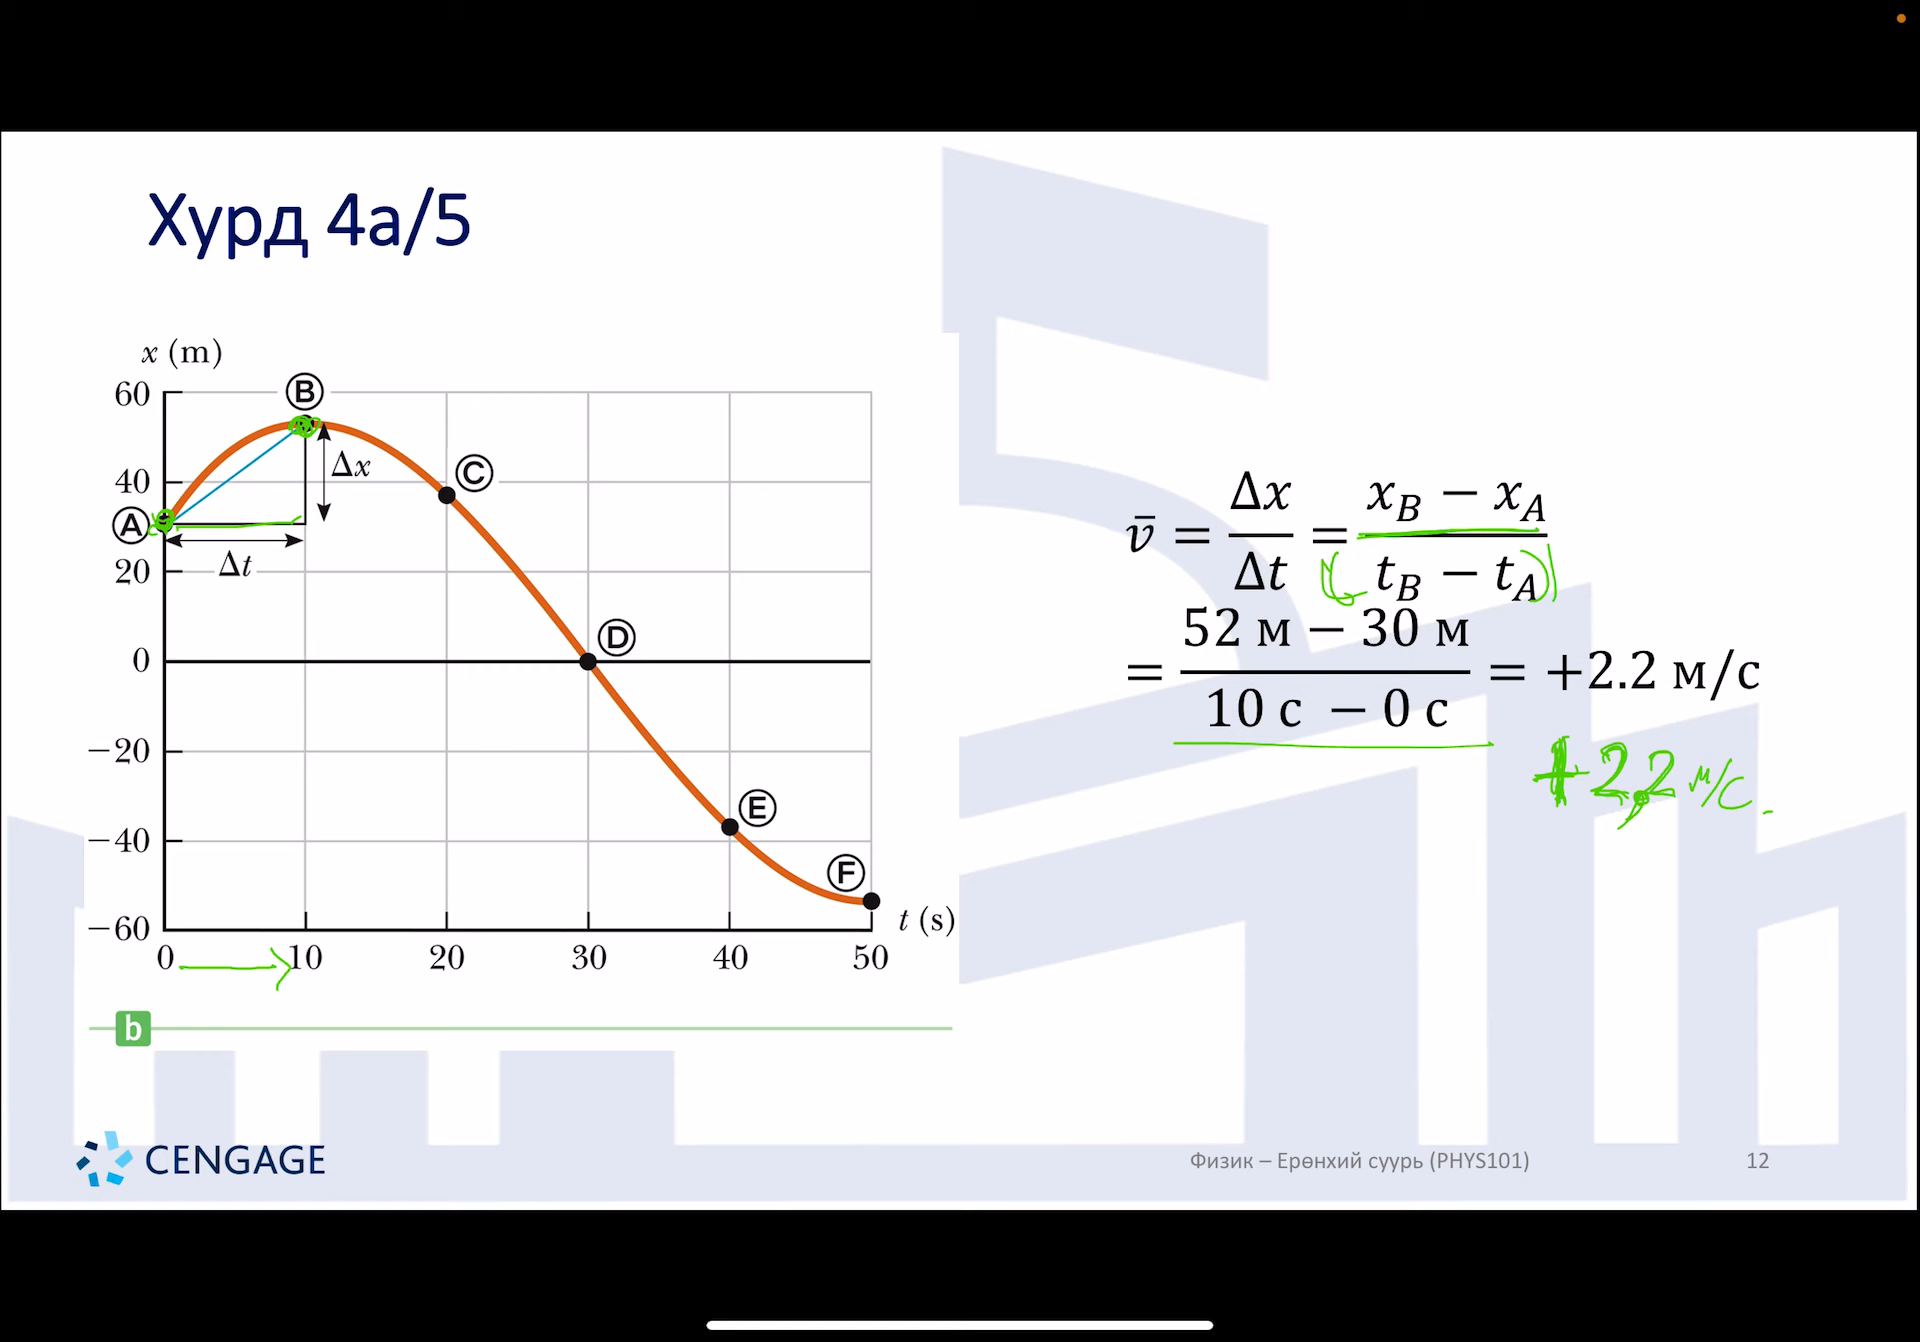 Хурд 4a/5
x (m)
60
B
Δx
40
C
A
Δt
20
D
0
−20
E
−40
F
−60
t (s)
0 10 20 30 40 50
b
v̄ = Δx/Δt = (x_B − x_A)/(t_B − t_A)
= (52 м − 30 м)/(10 с − 0 с) = +2.2 м/с
+2,2 м/с.
CENGAGE
Физик – Ерөнхий суурь (PHYS101)
12